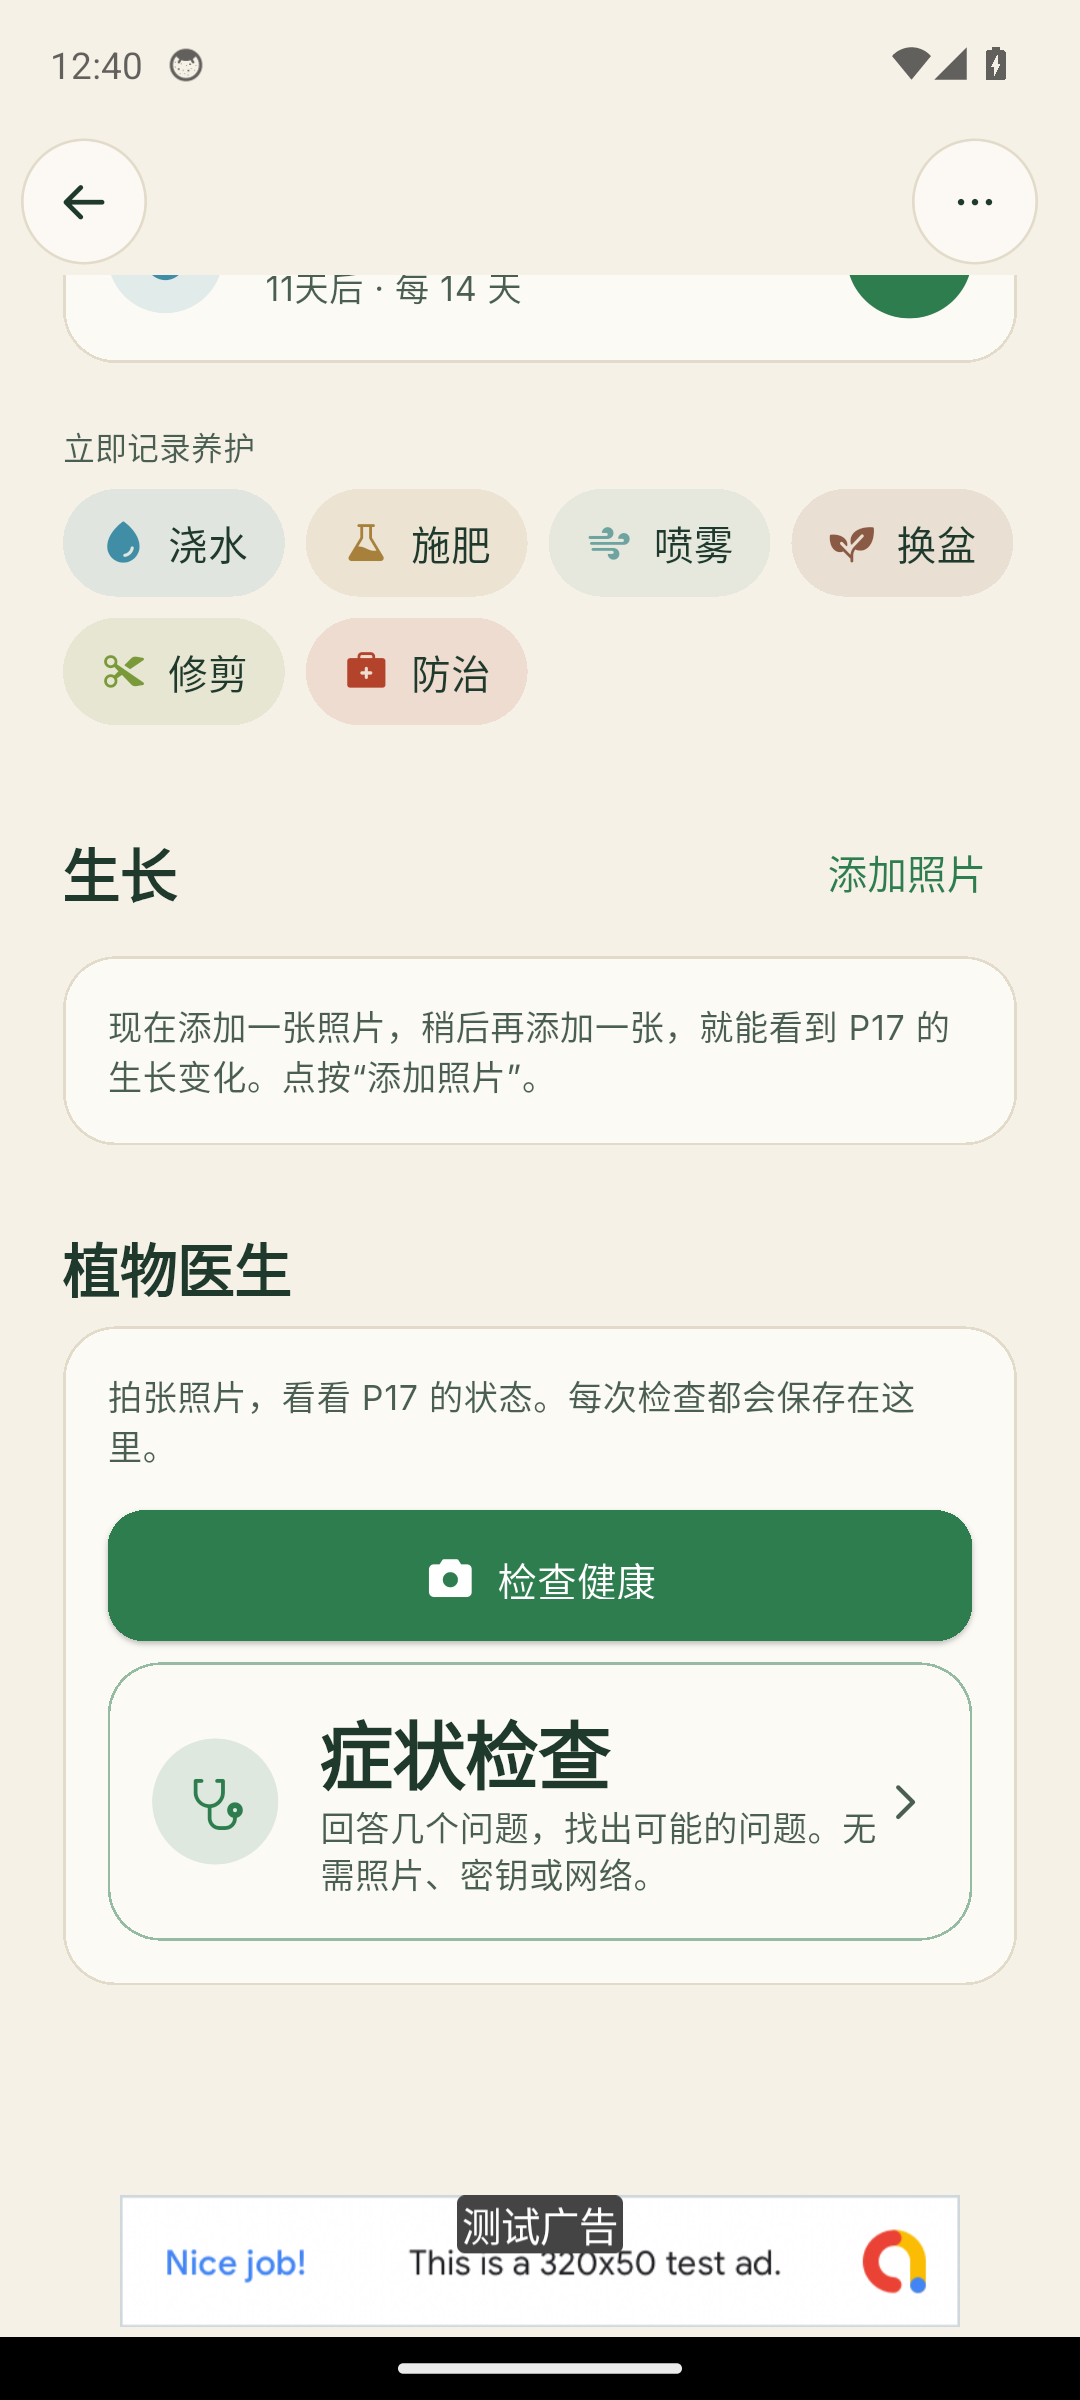 12:40
11天后 · 每 14 天
立即记录养护
浇水
施肥
喷雾
换盆
修剪
防治
生长
添加照片
现在添加一张照片，稍后再添加一张，就能看到 P17 的
生长变化。点按“添加照片”。
植物医生
拍张照片，看看 P17 的状态。每次检查都会保存在这
里。
检查健康
症状检查
回答几个问题，找出可能的问题。无
需照片、密钥或网络。
测试广告
Nice job!
This is a 320x50 test ad.